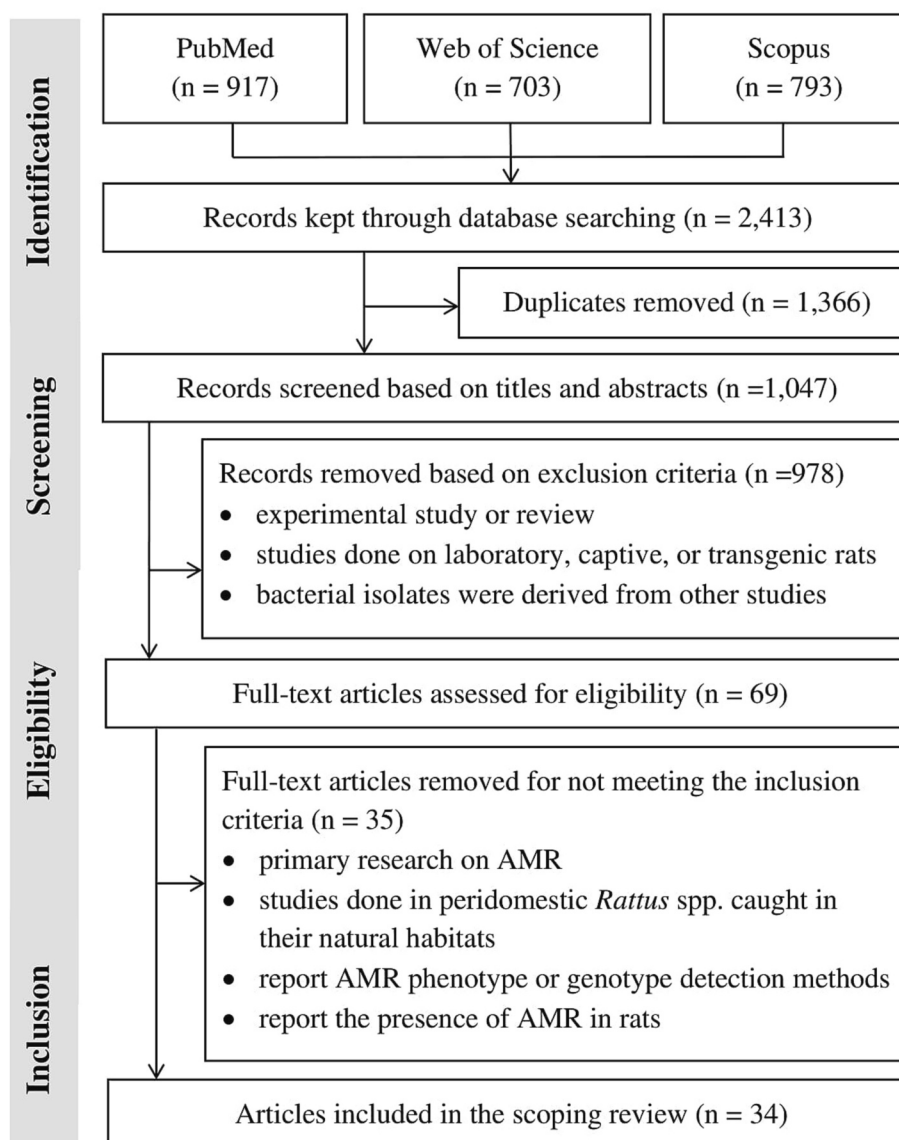 PubMed
(n = 917)
Web of Science
(n = 703)
Scopus
(n = 793)
Identification
Records kept through database searching (n = 2,413)
Duplicates removed (n = 1,366)
Screening
Records screened based on titles and abstracts (n =1,047)
Records removed based on exclusion criteria (n =978)
• experimental study or review
• studies done on laboratory, captive, or transgenic rats
• bacterial isolates were derived from other studies
Eligibility
Full-text articles assessed for eligibility (n = 69)
Full-text articles removed for not meeting the inclusion
criteria (n = 35)
• primary research on AMR
• studies done in peridomestic Rattus spp. caught in
their natural habitats
• report AMR phenotype or genotype detection methods
• report the presence of AMR in rats
Inclusion
Articles included in the scoping review (n = 34)